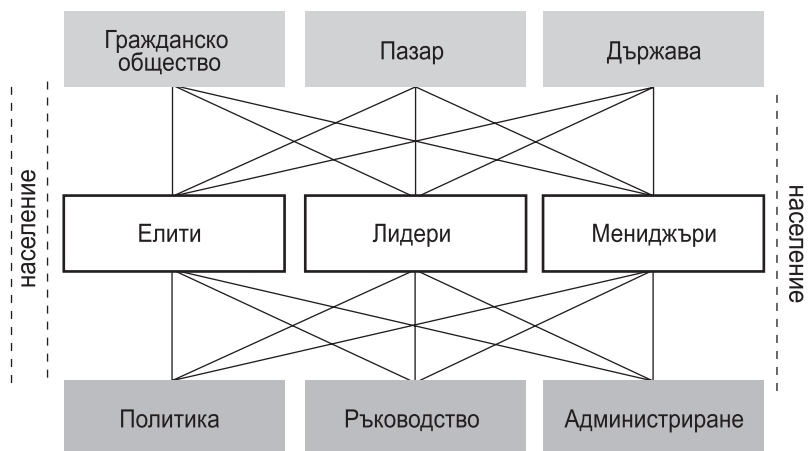 Гражданско
общество
Пазар
Държава
население
Елити
Лидери
Мениджъри
население
Политика
Ръководство
Администриране